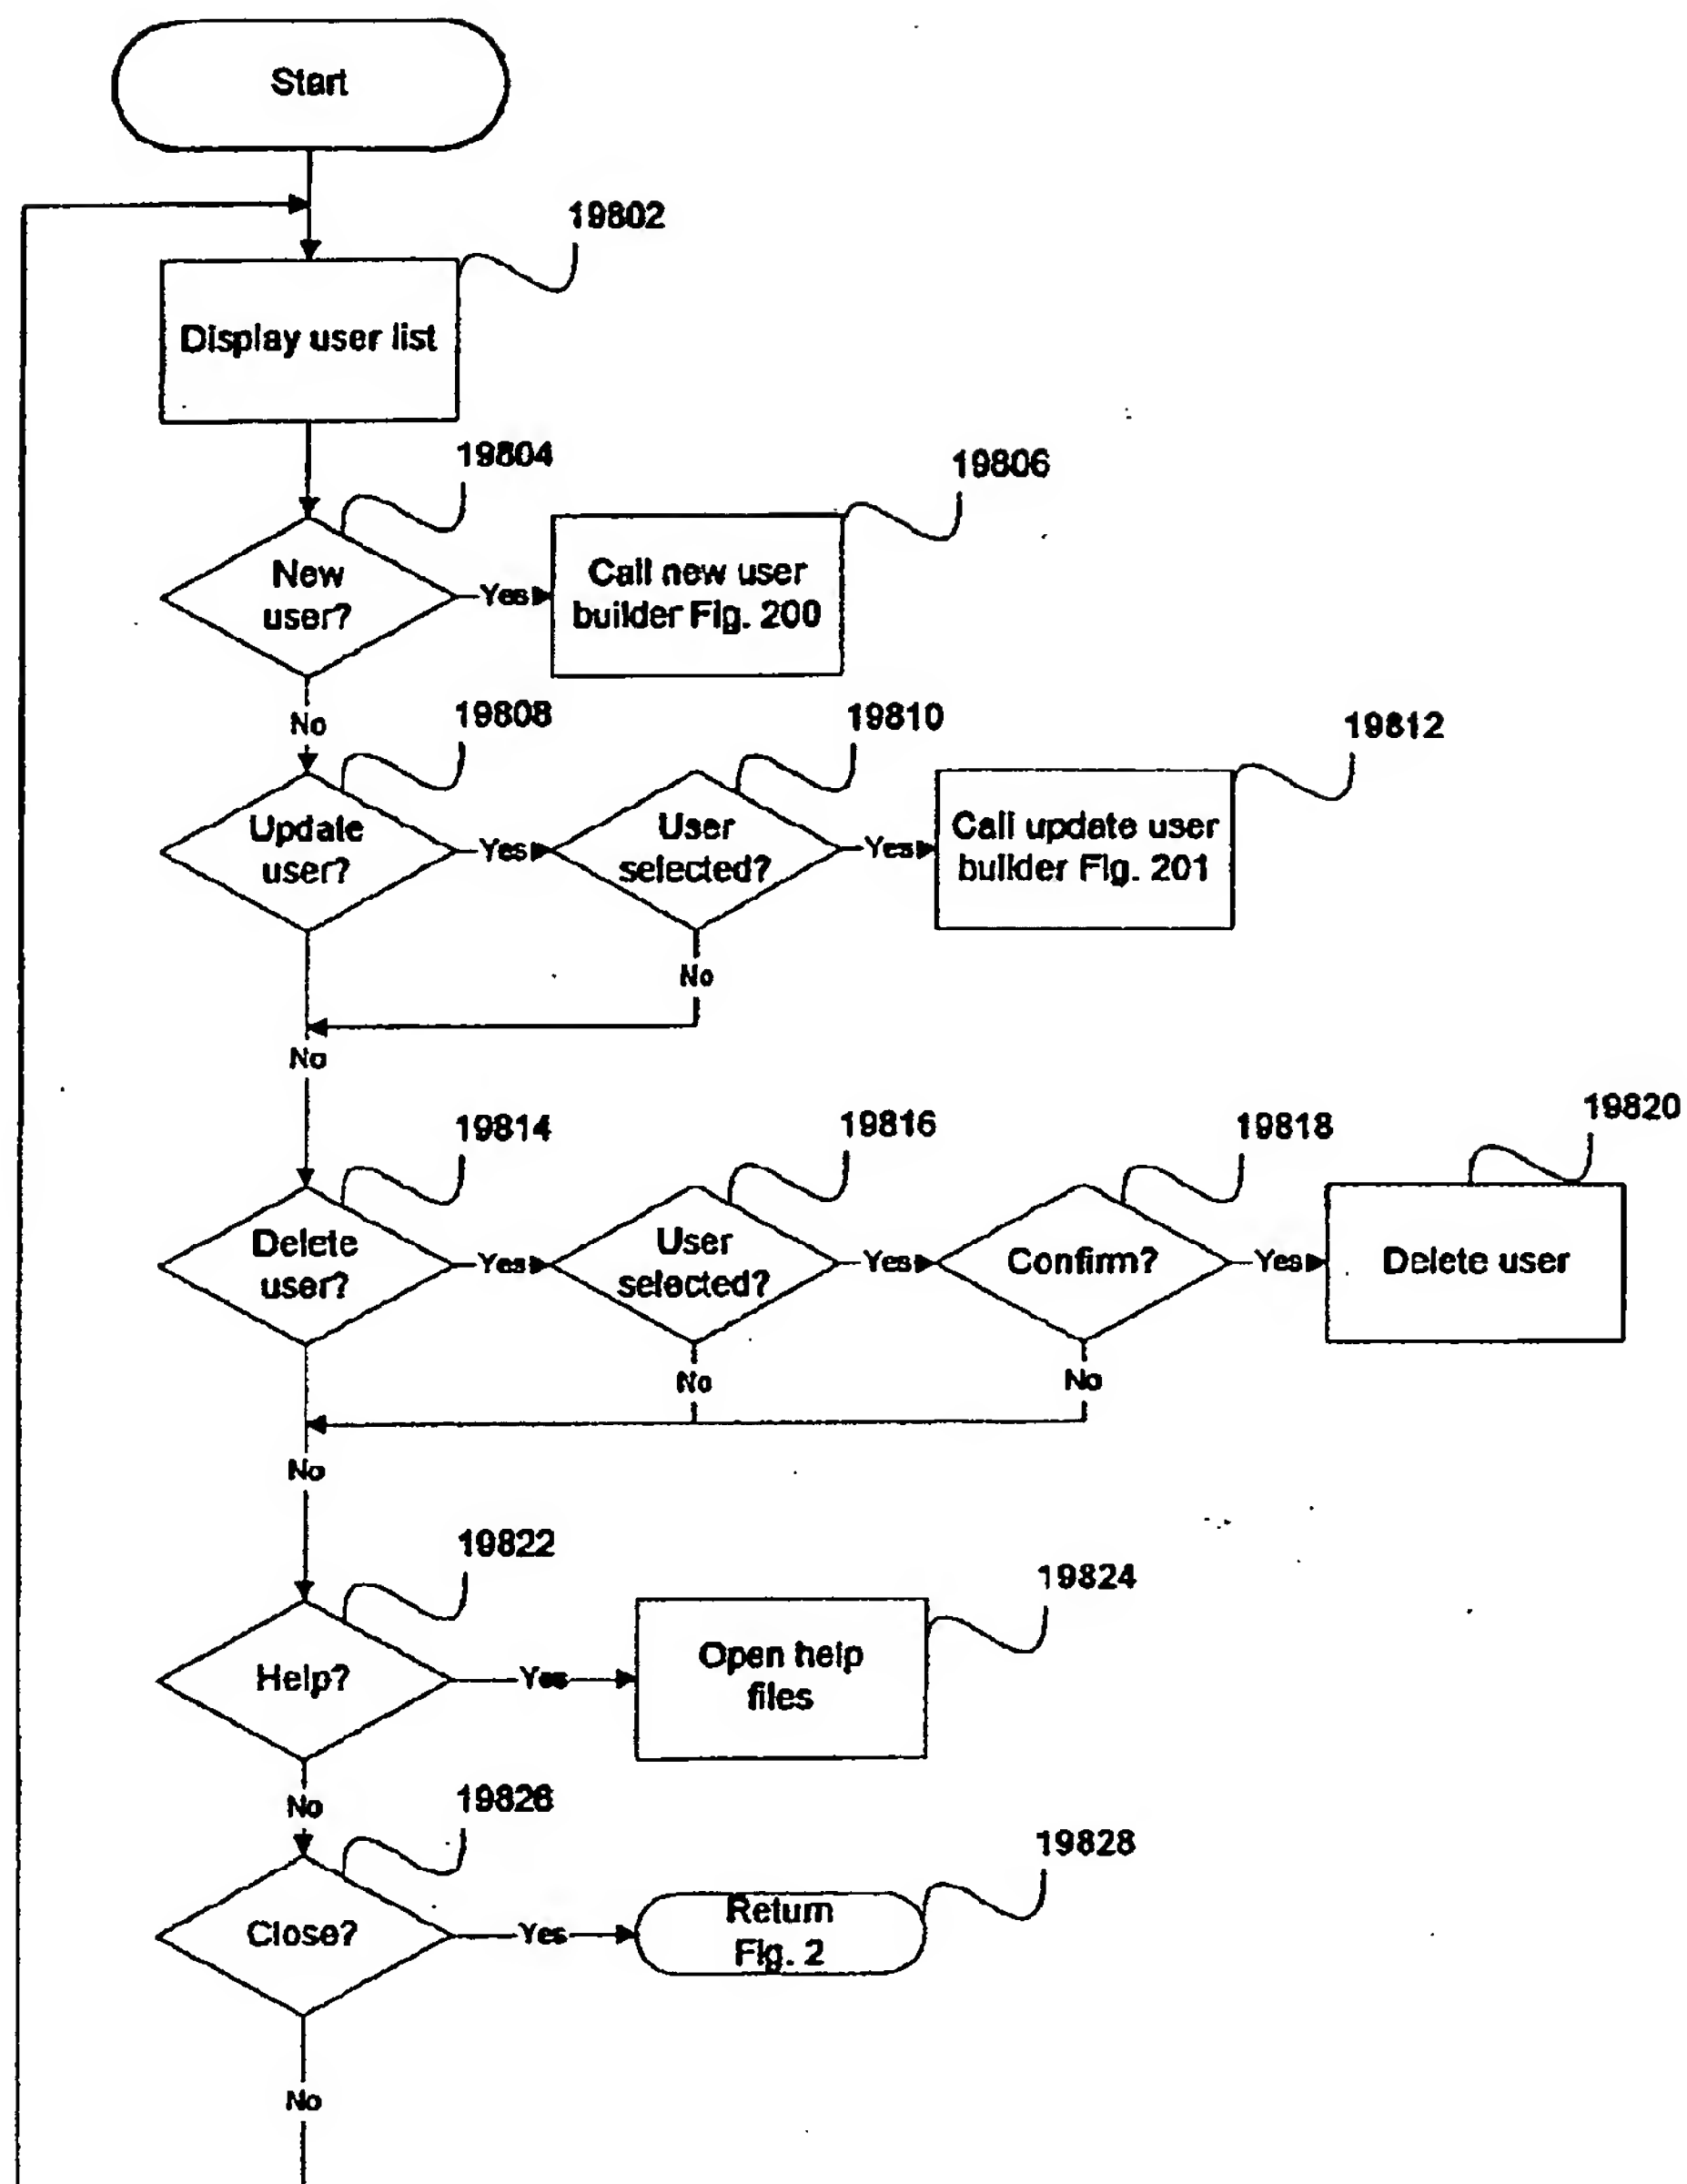 Start
19802
Display user list
19804
19806
New
user?
Yes
Call new user
builder Fig. 200
No
19808
19810
19812
Update
user?
Yes
User
selected?
Yes
Call update user
builder Fig. 201
No
No
19814
19816
19818
19820
Delete
user?
Yes
User
selected?
Yes
Confirm?
Yes
Delete user
No
No
No
19822
19824
Help?
Yes
Open help
files
No
19826
19828
Close?
Yes
Return
Fig. 2
No